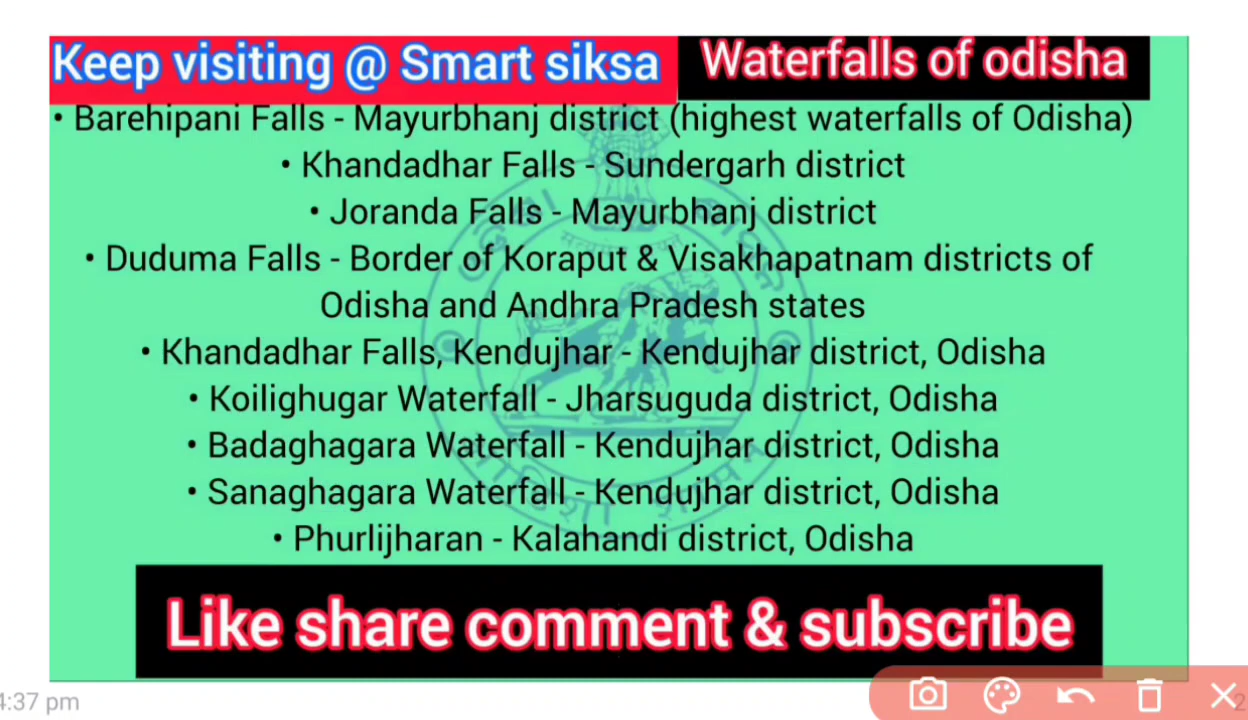 Keep visiting @ Smart siksa
Waterfalls of odisha
• Barehipani Falls - Mayurbhanj district (highest waterfalls of Odisha)
• Khandadhar Falls - Sundergarh district
• Joranda Falls - Mayurbhanj district
• Duduma Falls - Border of Koraput & Visakhapatnam districts of
Odisha and Andhra Pradesh states
• Khandadhar Falls, Kendujhar - Kendujhar district, Odisha
• Koilighugar Waterfall - Jharsuguda district, Odisha
• Badaghagara Waterfall - Kendujhar district, Odisha
• Sanaghagara Waterfall - Kendujhar district, Odisha
• Phurlijharan - Kalahandi district, Odisha
Like share comment & subscribe
4:37 pm